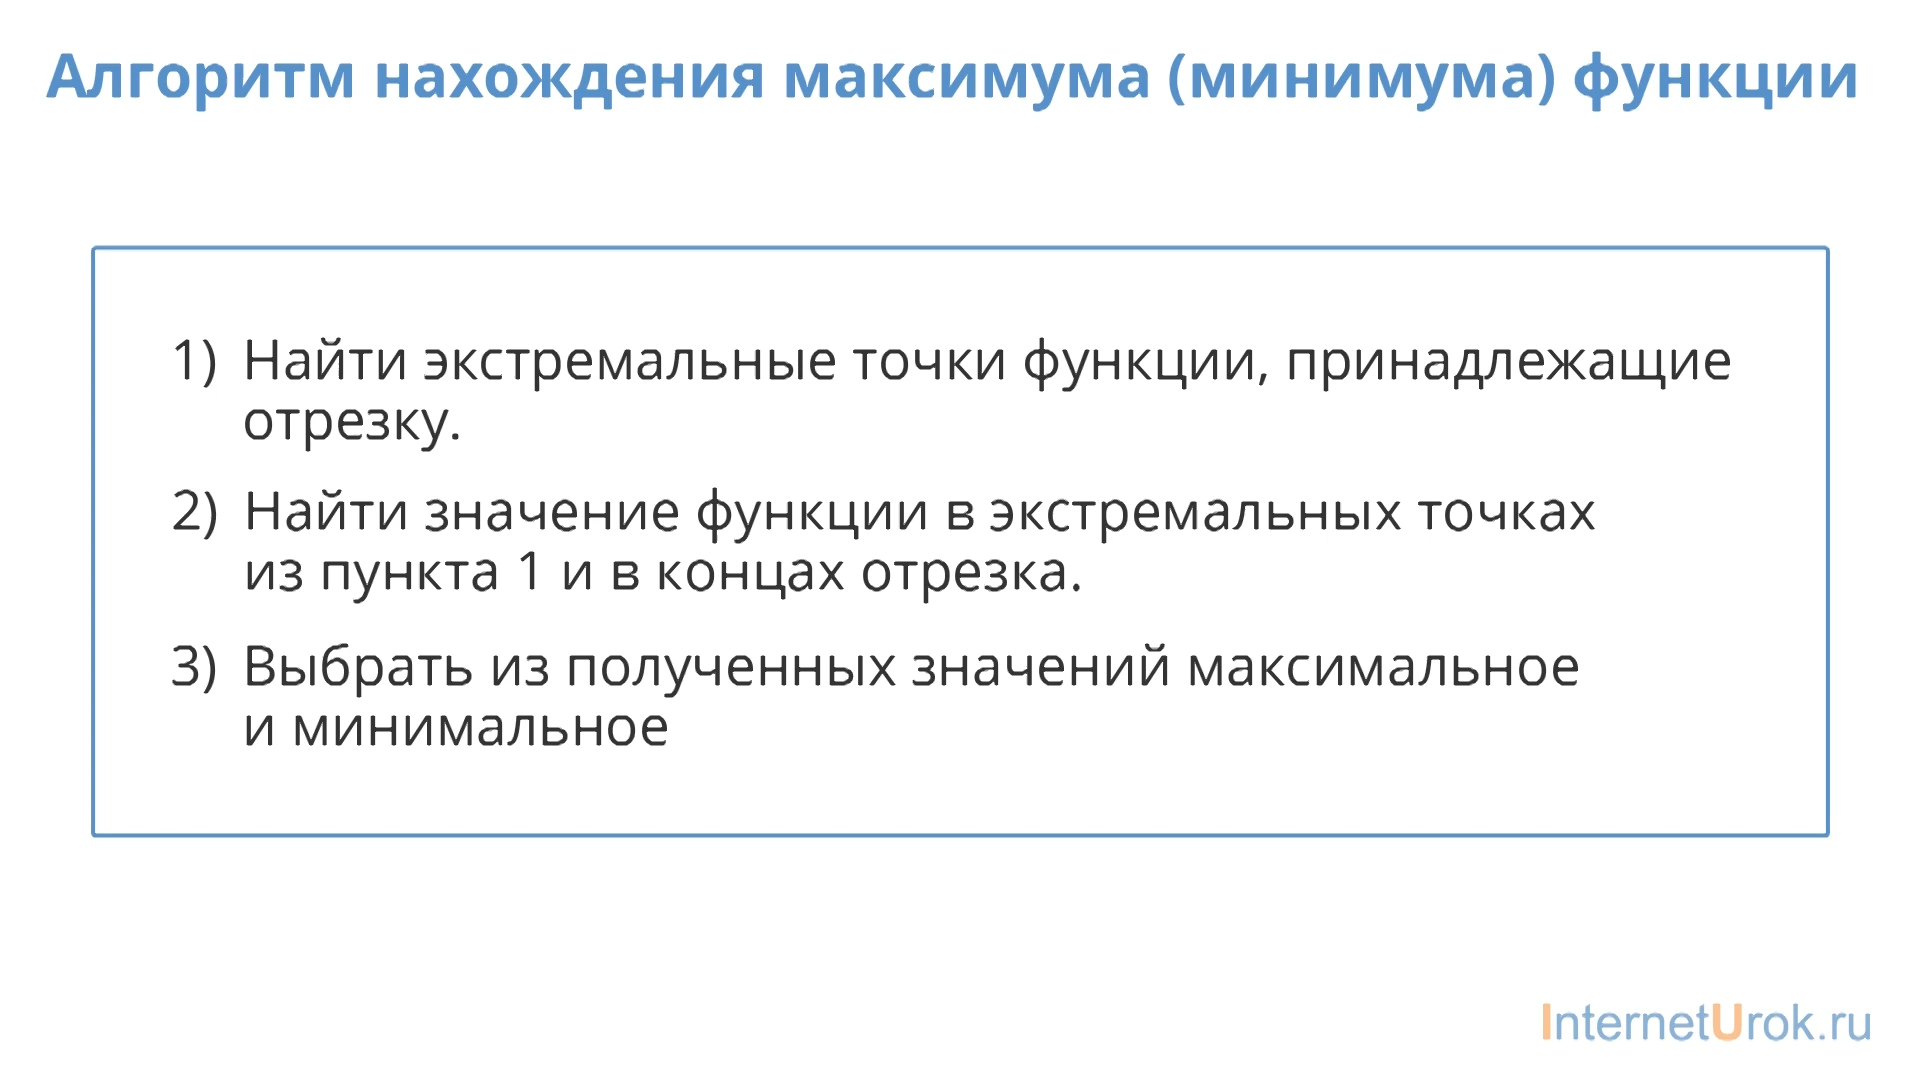 Алгоритм нахождения максимума (минимума) функции
1) Найти экстремальные точки функции, принадлежащие
отрезку.
2) Найти значение функции в экстремальных точках
из пункта 1 и в концах отрезка.
3) Выбрать из полученных значений максимальное
и минимальное
InternetUrok.ru